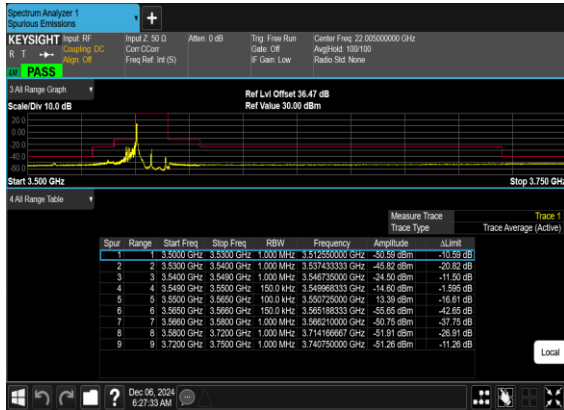 Spectrum Analyzer 1
Spurious Emissions
+
KEYSIGHT Input: RF Input Z: 50 Ω Atten: 0 dB Trig: Free Run Center Freq: 22.005000000 GHz
R T Coupling: DC Corr CCorr Gate: Off Avg|Hold: 100/100
Align: Off Freq Ref: Int (S) IF Gain: Low Radio Std: None
LU PASS
3 All Range Graph
Ref Lvl Offset 36.47 dB
Scale/Div 10.0 dB Ref Value 30.00 dBm
20.0
0.00
-20.0
-40.0
-60.0
Start 3.500 GHz Stop 3.750 GHz
4 All Range Table
Measure Trace Trace 1
Trace Type Trace Average (Active)
Spur Range Start Freq Stop Freq RBW Frequency Amplitude ΔLimit
1 1 3.5000 GHz 3.5300 GHz 1.000 MHz 3.512550000 GHz -50.59 dBm -10.59 dB
2 2 3.5300 GHz 3.5400 GHz 1.000 MHz 3.537433333 GHz -45.82 dBm -20.82 dB
3 3 3.5400 GHz 3.5490 GHz 1.000 MHz 3.546735000 GHz -24.50 dBm -11.50 dB
4 4 3.5490 GHz 3.5500 GHz 150.0 kHz 3.549968333 GHz -14.60 dBm -1.595 dB
5 5 3.5500 GHz 3.5650 GHz 100.0 kHz 3.550725000 GHz 13.39 dBm -16.61 dB
6 6 3.5650 GHz 3.5660 GHz 150.0 kHz 3.565188333 GHz -55.65 dBm -42.65 dB
7 7 3.5660 GHz 3.5800 GHz 1.000 MHz 3.566210000 GHz -50.75 dBm -37.75 dB
8 8 3.5800 GHz 3.7200 GHz 1.000 MHz 3.714166667 GHz -51.91 dBm -26.91 dB
9 9 3.7200 GHz 3.7500 GHz 1.000 MHz 3.740750000 GHz -51.26 dBm -11.26 dB
Local
? Dec 06, 2024
6:27:33 AM